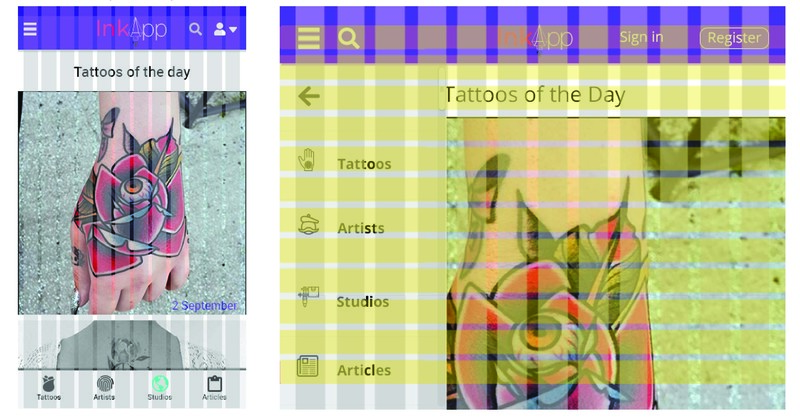 InkApp
Tattoos of the day
2 September
Tattoos
Artists
Studios
Articles
InkApp
Sign in
Register
Tattoos of the Day
Tattoos
Artists
Studios
Articles